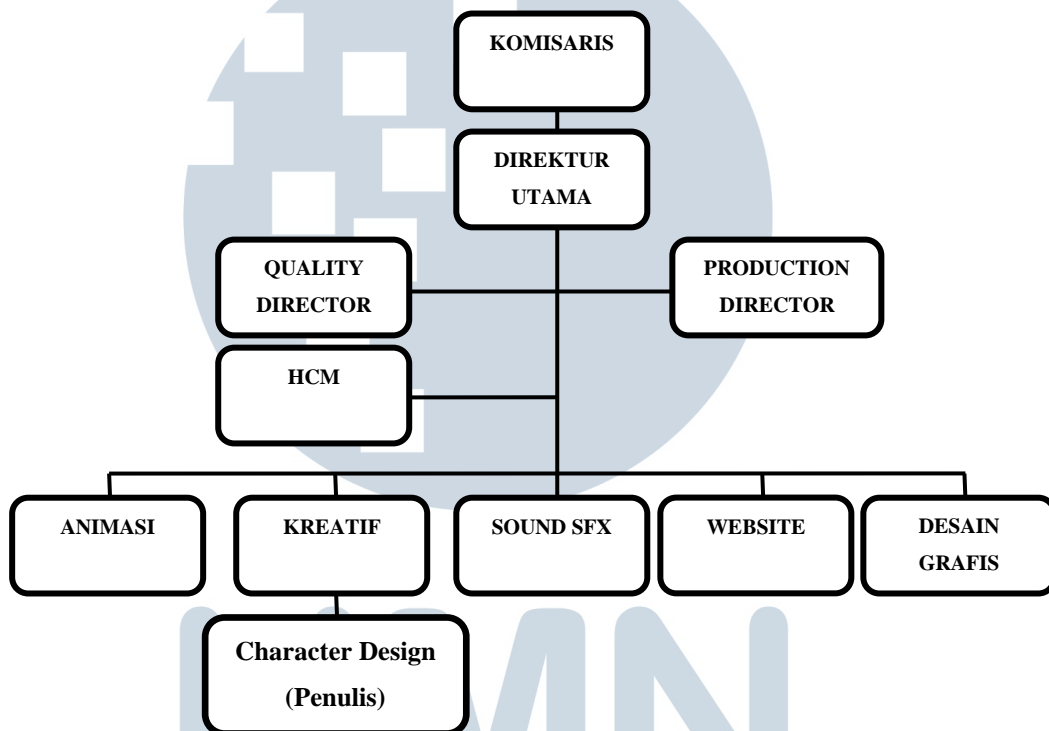 KOMISARIS
DIREKTUR
UTAMA
QUALITY
DIRECTOR
PRODUCTION
DIRECTOR
HCM
ANIMASI
KREATIF
SOUND SFX
WEBSITE
DESAIN
GRAFIS
Character Design
(Penulis)